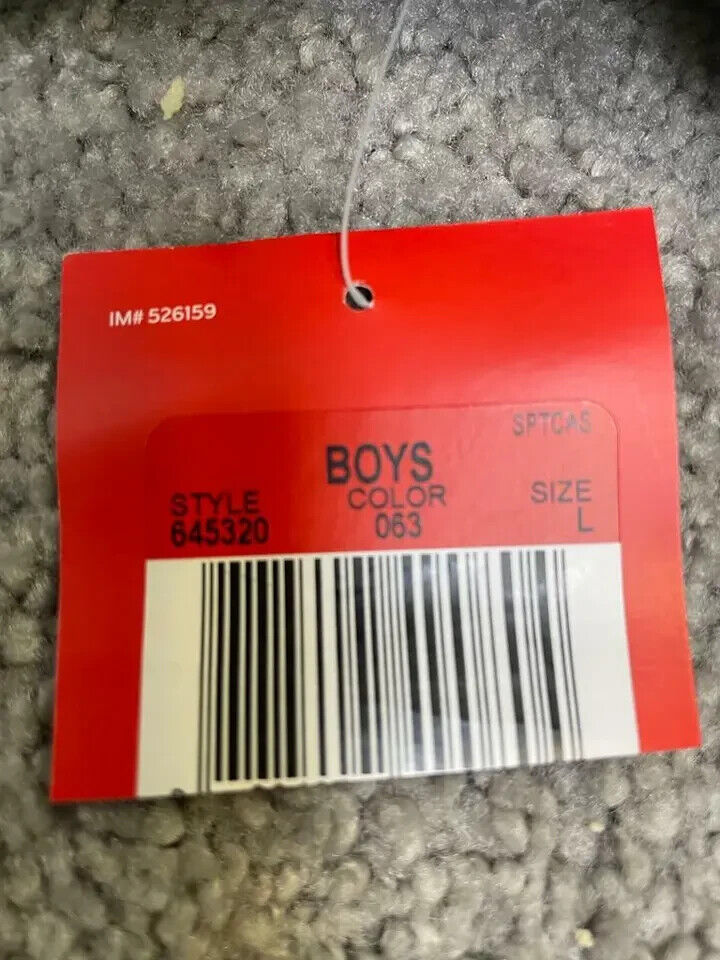 IM# 526159
SPTCAS
BOYS
STYLE COLOR SIZE
645320 063 L